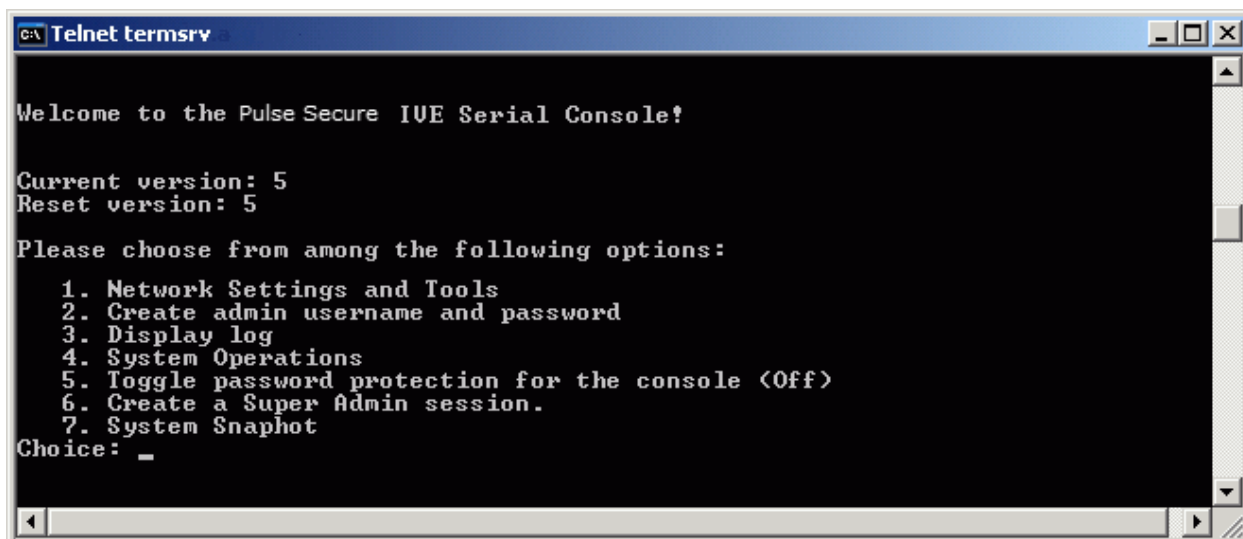 Telnet termsrv
Welcome to the Pulse Secure IVE Serial Console!
Current version: 5
Reset version: 5
Please choose from among the following options:
1. Network Settings and Tools
2. Create admin username and password
3. Display log
4. System Operations
5. Toggle password protection for the console (Off)
6. Create a Super Admin session.
7. System Snaphot
Choice: _